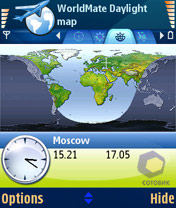 WorldMate Daylight
map
Moscow
15.21 17.05
СОТОВИК
Options Hide